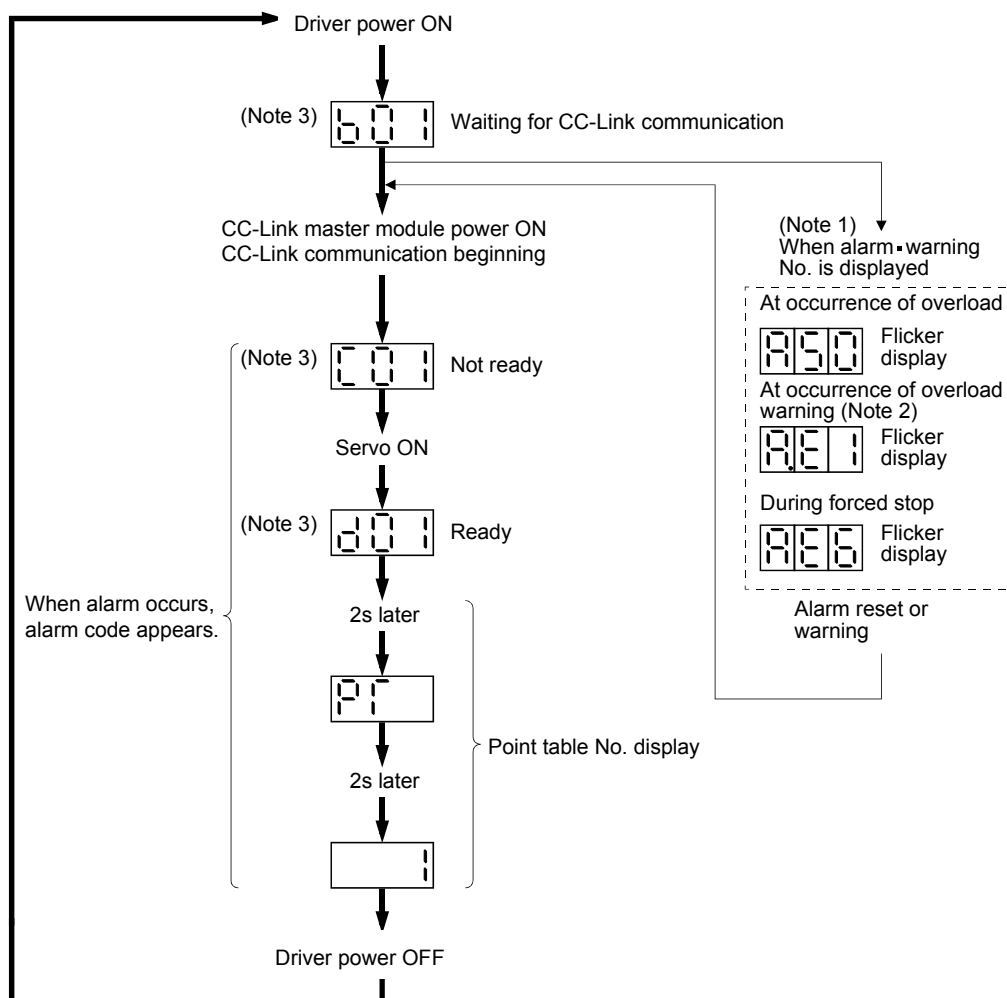 Driver power ON
(Note 3) b01 Waiting for CC-Link communication
CC-Link master module power ON
CC-Link communication beginning
(Note 3) C01 Not ready
Servo ON
(Note 3) d01 Ready
2s later
Pr
2s later
1
Point table No. display
When alarm occurs,
alarm code appears.
Driver power OFF
(Note 1)
When alarm▪warning
No. is displayed
At occurrence of overload
A50 Flicker
display
At occurrence of overload
warning (Note 2)
A.E1 Flicker
display
During forced stop
AE6 Flicker
display
Alarm reset or
warning